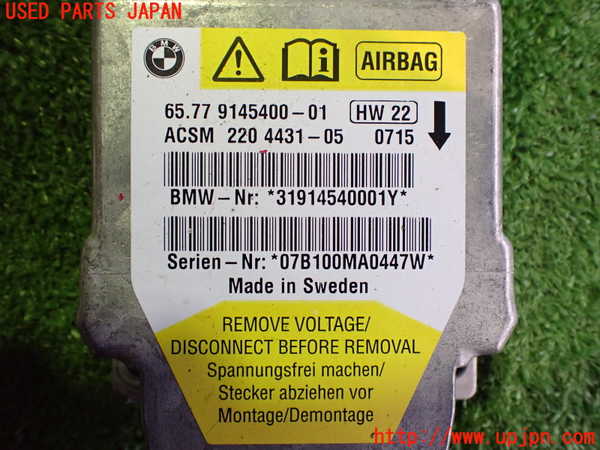 USED PARTS JAPAN
BMW
AIRBAG
65.77 9145400-01 HW 22
ACSM 220 4431-05 0715
BMW-Nr: *31914540001Y*
Serien-Nr: *07B100MA0447W*
Made in Sweden
REMOVE VOLTAGE/
DISCONNECT BEFORE REMOVAL
Spannungsfrei machen/
Stecker abziehen vor
Montage/Demontage
http://www.upjpn.com/